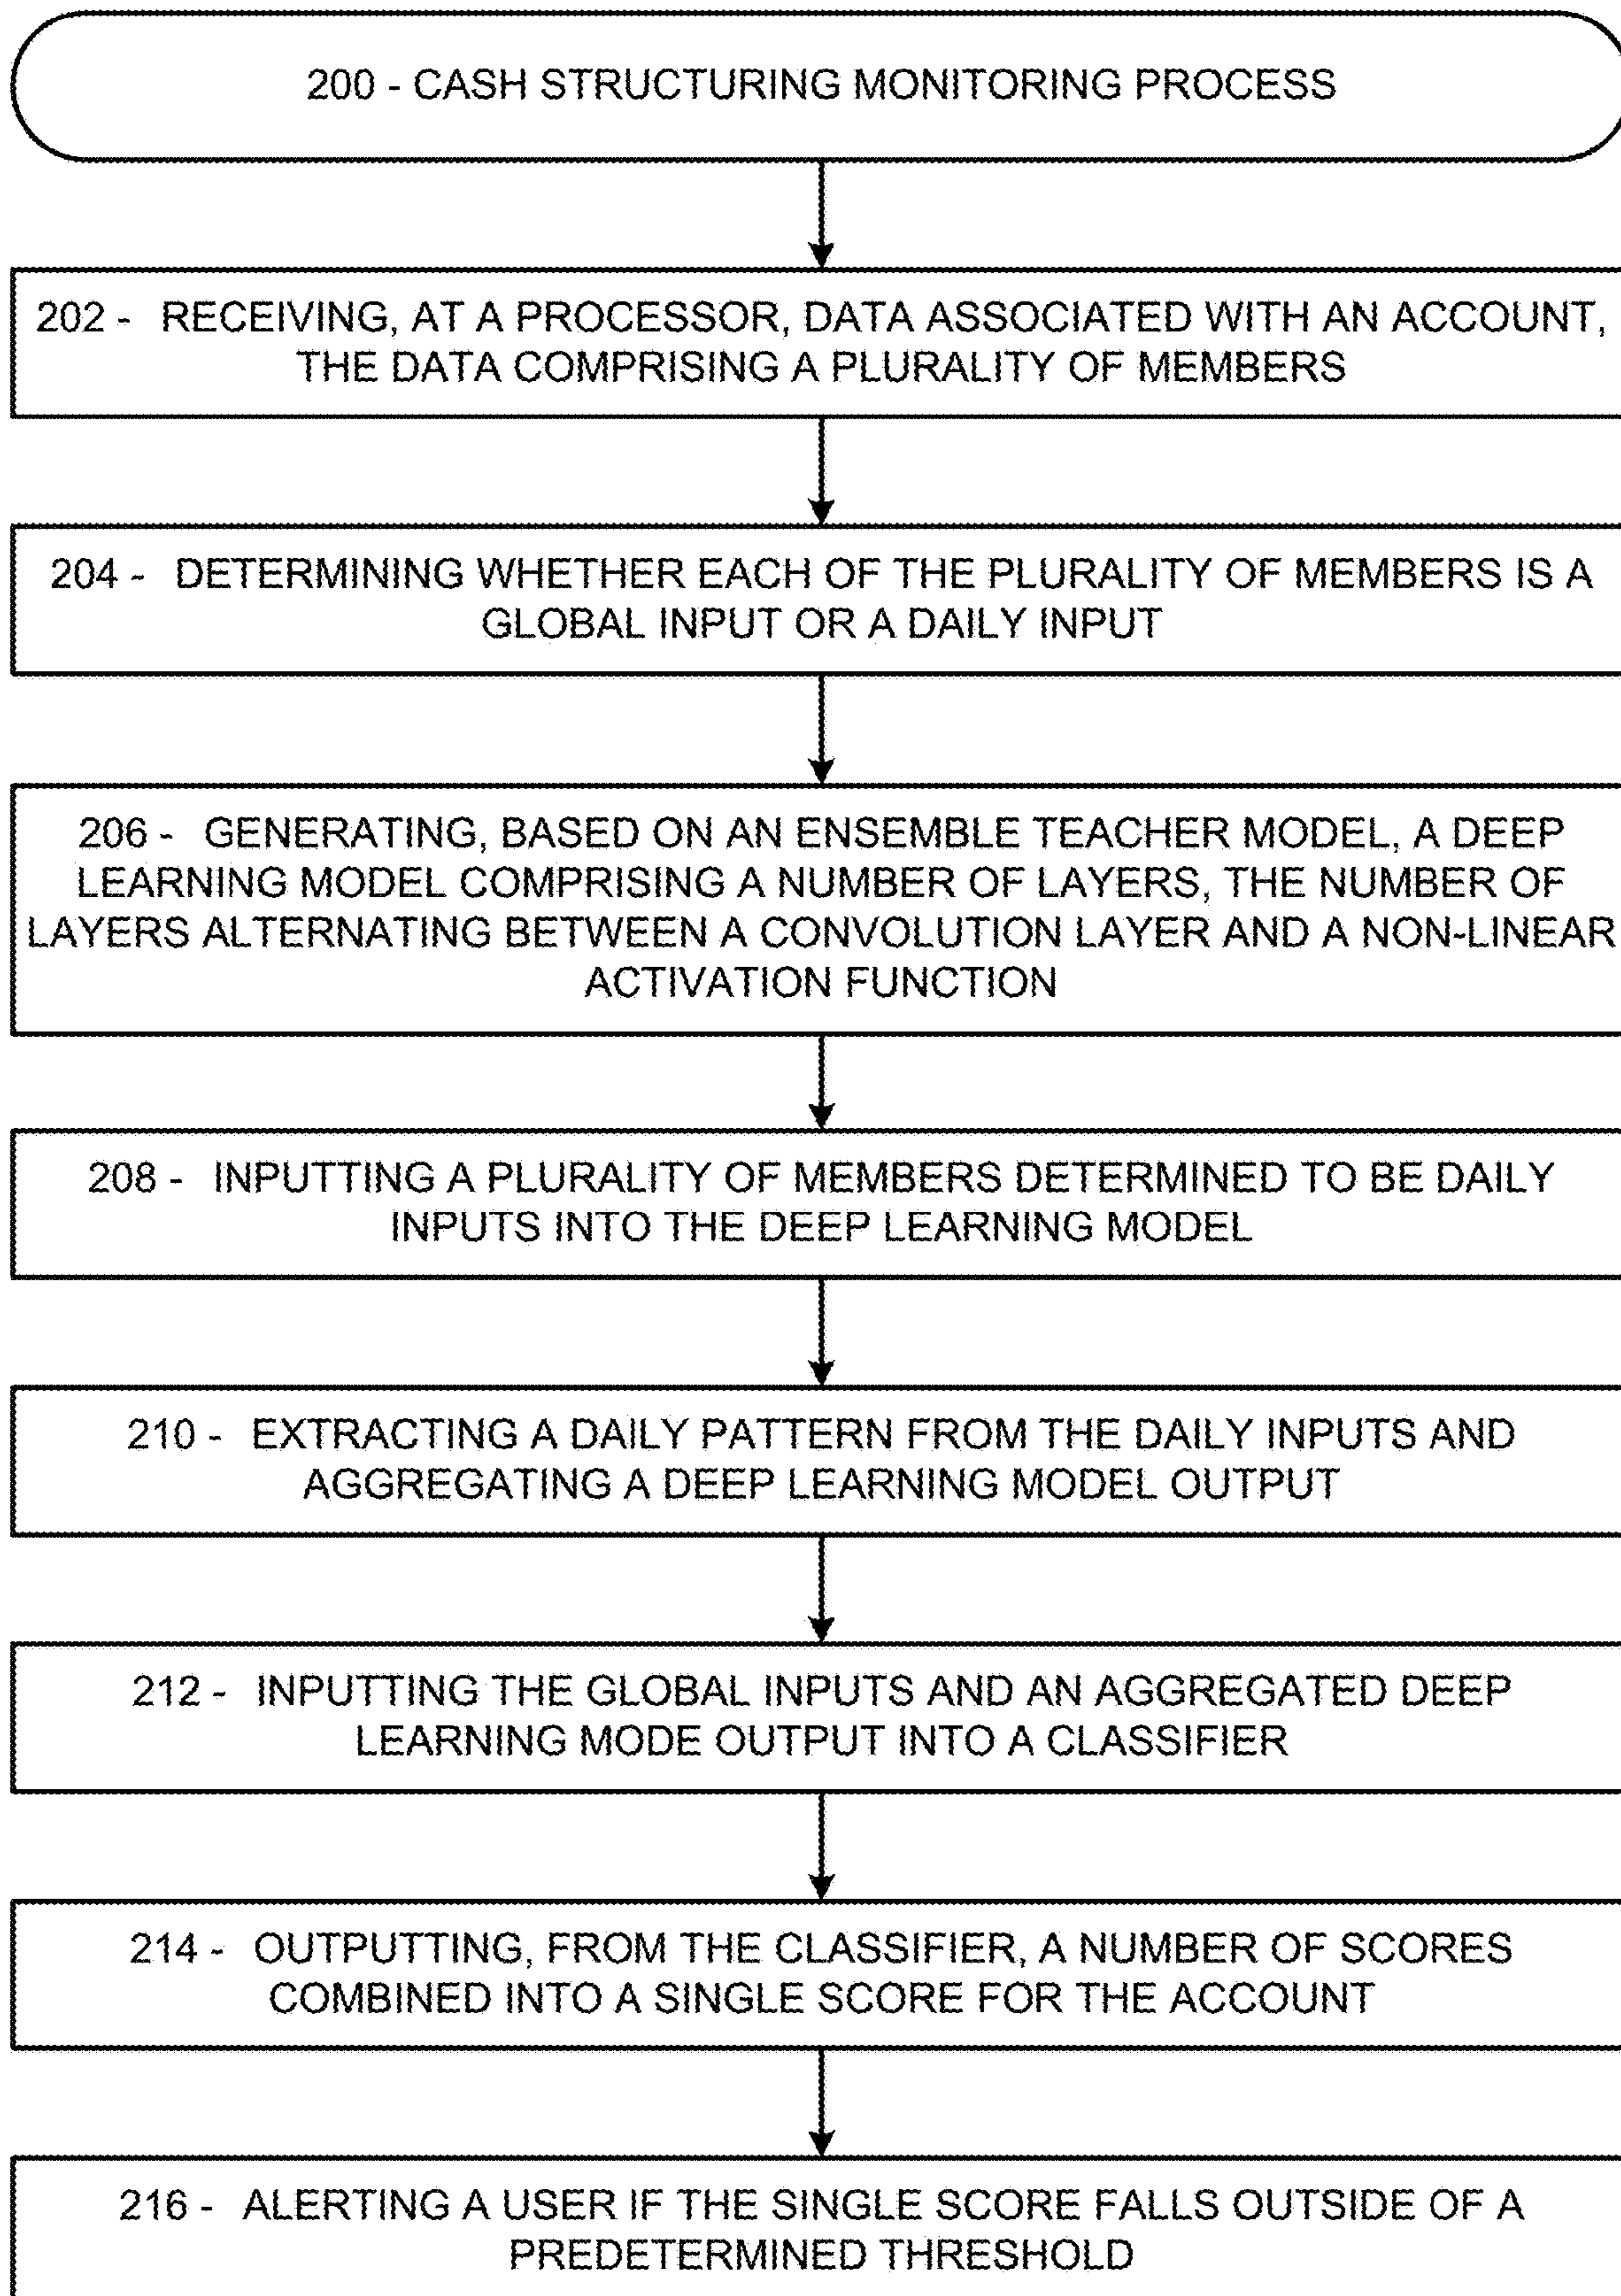 200 - CASH STRUCTURING MONITORING PROCESS
202 - RECEIVING, AT A PROCESSOR, DATA ASSOCIATED WITH AN ACCOUNT,
THE DATA COMPRISING A PLURALITY OF MEMBERS
204 - DETERMINING WHETHER EACH OF THE PLURALITY OF MEMBERS IS A
GLOBAL INPUT OR A DAILY INPUT
206 - GENERATING, BASED ON AN ENSEMBLE TEACHER MODEL, A DEEP
LEARNING MODEL COMPRISING A NUMBER OF LAYERS, THE NUMBER OF
LAYERS ALTERNATING BETWEEN A CONVOLUTION LAYER AND A NON-LINEAR
ACTIVATION FUNCTION
208 - INPUTTING A PLURALITY OF MEMBERS DETERMINED TO BE DAILY
INPUTS INTO THE DEEP LEARNING MODEL
210 - EXTRACTING A DAILY PATTERN FROM THE DAILY INPUTS AND
AGGREGATING A DEEP LEARNING MODEL OUTPUT
212 - INPUTTING THE GLOBAL INPUTS AND AN AGGREGATED DEEP
LEARNING MODE OUTPUT INTO A CLASSIFIER
214 - OUTPUTTING, FROM THE CLASSIFIER, A NUMBER OF SCORES
COMBINED INTO A SINGLE SCORE FOR THE ACCOUNT
216 - ALERTING A USER IF THE SINGLE SCORE FALLS OUTSIDE OF A
PREDETERMINED THRESHOLD